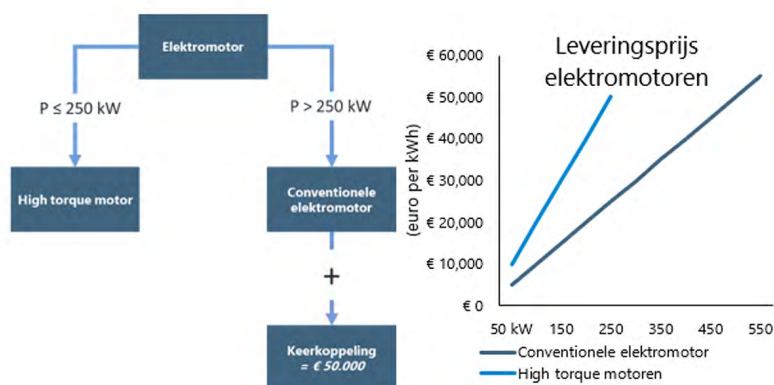 Elektromotor
P ≤ 250 kW
P > 250 kW
High torque motor
Conventionele
elektromotor
+
Keerkoppeling
= € 50.000
Leveringsprijs
elektromotoren
(euro per kWh)
€ 60,000
€ 50,000
€ 40,000
€ 30,000
€ 20,000
€ 10,000
€ 0
50 kW 150 250 350 450 550
Conventionele elektromotor
High torque motoren